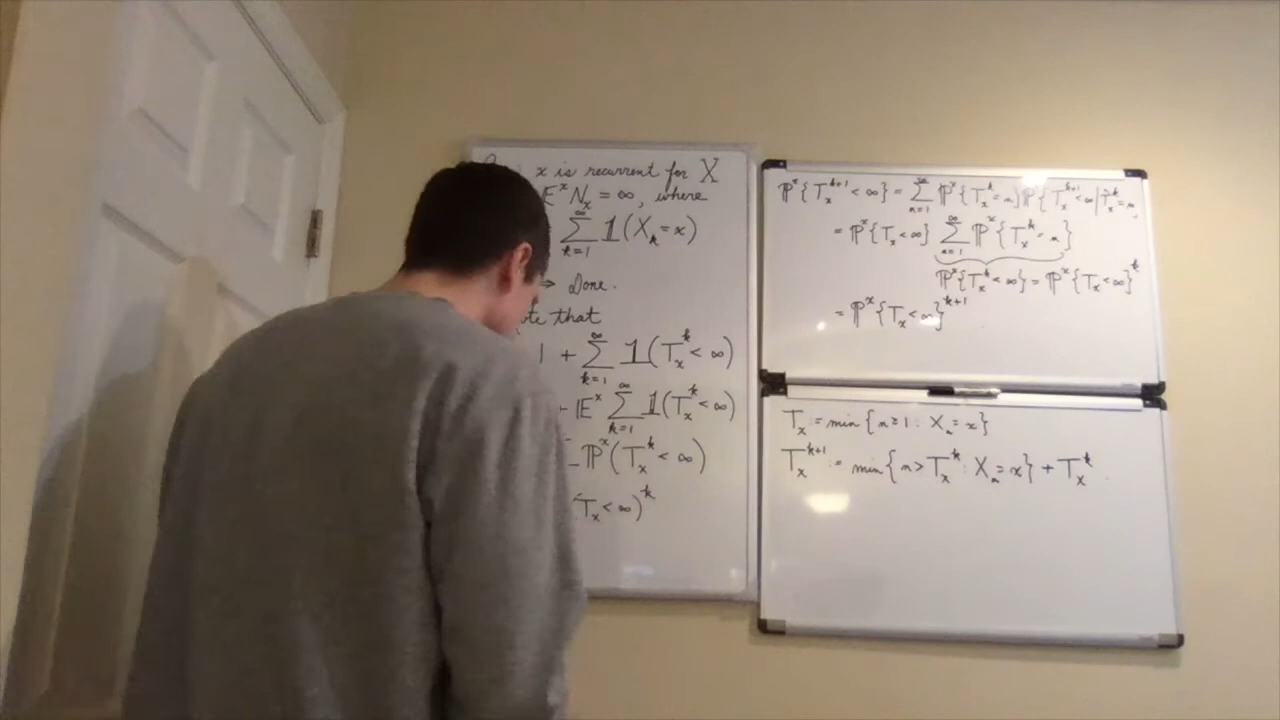 x is recurrent for X
E^x N_x = ∞, where
∑_{k=1}^∞ 𝟙(X_k = x)
⇒ Done.
that
1 + ∑_{k=1}^∞ 𝟙(T_x^k < ∞)
+ E^x ∑_{k=1}^∞ 𝟙(T_x^k < ∞)
P^x(T_x^k < ∞)
(T_x < ∞)^k
P^x{T_x^{k+1} < ∞} = ∑_{n=1}^∞ P^x{T_x^k = n} P^x{T_x^{k+1} < ∞ | T_x^k = n}
= P^x{T_x < ∞} ∑_{n=1}^∞ P^x{T_x^k = n}
P^x{T_x^k < ∞} = P^x{T_x < ∞}^k
= P^x{T_x < ∞}^{k+1}
T_x := min{n ≥ 1 : X_n = x}
T_x^{k+1} := min{n > T_x^k : X_n = x} + T_x^k